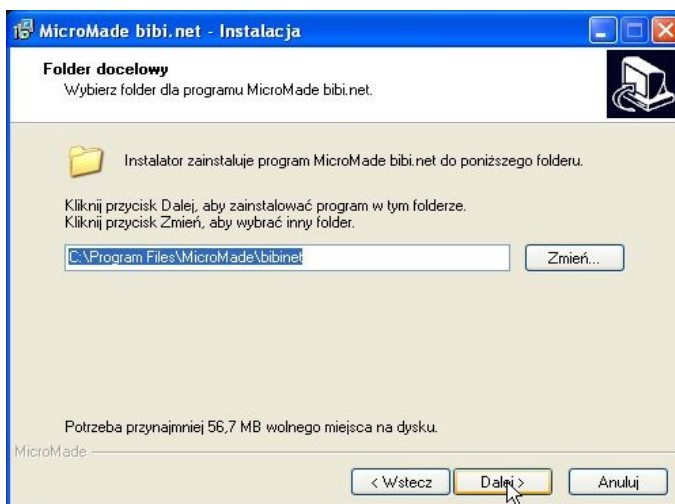 MicroMade bibi.net - Instalacja
Folder docelowy
Wybierz folder dla programu MicroMade bibi.net.
Instalator zainstaluje program MicroMade bibi.net do poniższego folderu.
Kliknij przycisk Dalej, aby zainstalować program w tym folderze.
Kliknij przycisk Zmień, aby wybrać inny folder.
C:\Program Files\MicroMade\bibinet
Zmień...
Potrzeba przynajmniej 56,7 MB wolnego miejsca na dysku.
MicroMade
< Wstecz
Dalej >
Anuluj